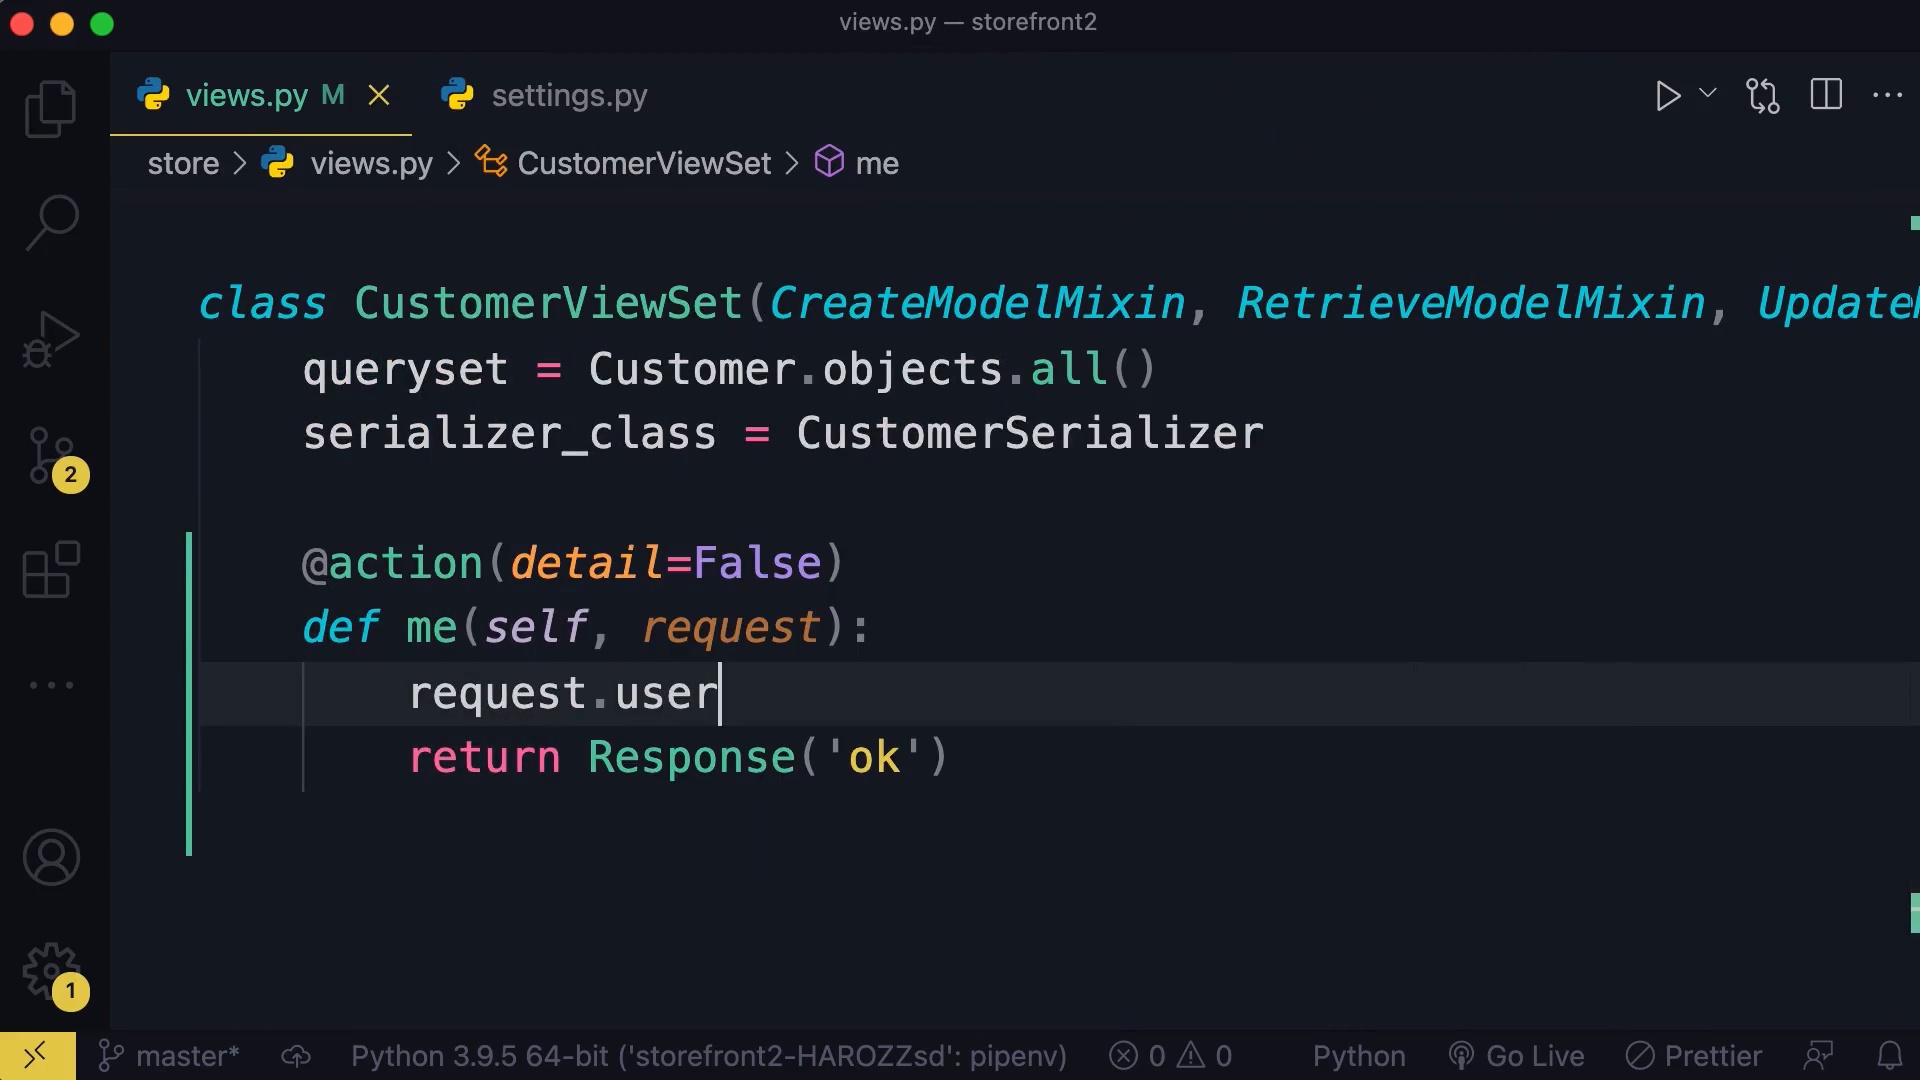 views.py — storefront2
views.py M settings.py
store > views.py > CustomerViewSet > me
class CustomerViewSet(CreateModelMixin, RetrieveModelMixin, Update
    queryset = Customer.objects.all()
    serializer_class = CustomerSerializer
    @action(detail=False)
    def me(self, request):
        request.user
        return Response('ok')
2
1
master* Python 3.9.5 64-bit ('storefront2-HAROZZsd': pipenv) 0 0 Python Go Live Prettier